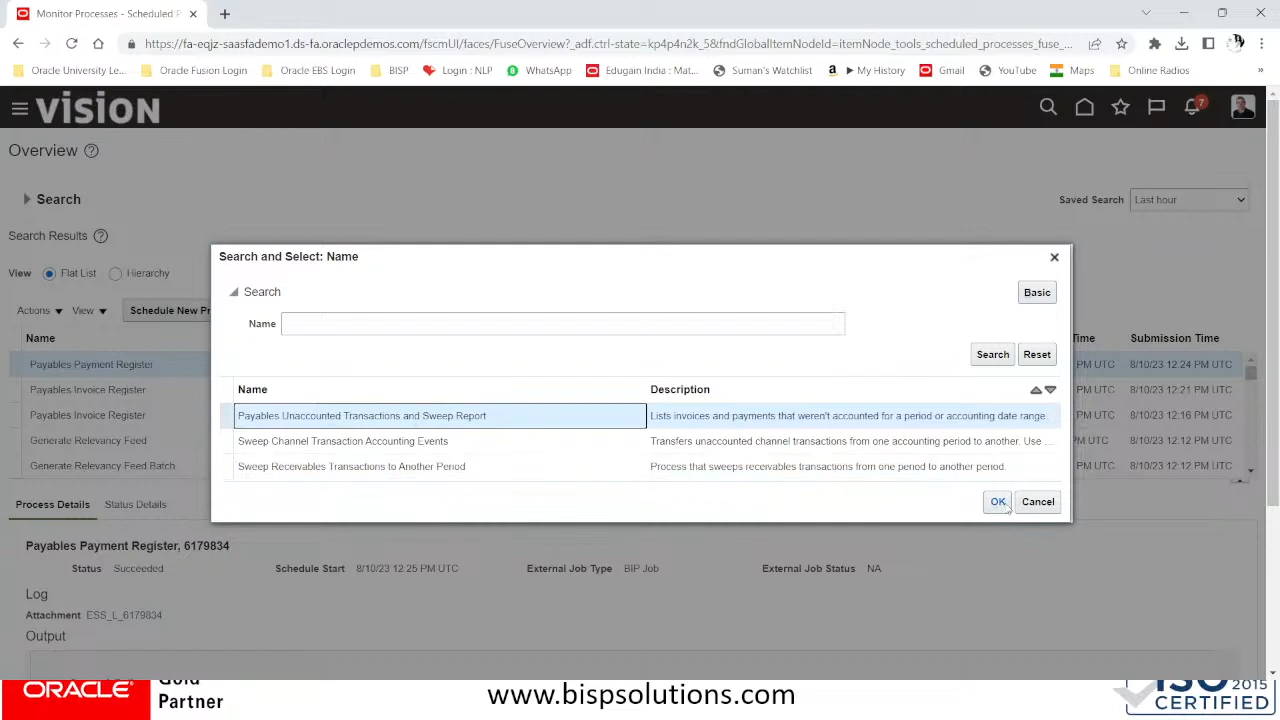 Monitor Processes - Scheduled P
https://fa-eqjz-saasfademo1.ds-fa.oraclepdemos.com/fscmUI/faces/FuseOverview?_adf.ctrl-state=kp4p4n2k_5&fndGlobalItemNodeId=itemNode_tools_scheduled_processes_fuse_...
Oracle University Le... Oracle Fusion Login Oracle EBS Login BISP Login : NLP WhatsApp Edugain India : Mat... Suman's Watchlist My History Gmail YouTube Maps Online Radios »
VISION
7
Overview
Search
Saved Search Last hour
Search Results
View Flat List Hierarchy
Actions View Schedule New Pr
Name Time Submission Time
Payables Payment Register PM UTC 8/10/23 12:24 PM UTC
Payables Invoice Register PM UTC 8/10/23 12:21 PM UTC
Payables Invoice Register PM UTC 8/10/23 12:16 PM UTC
Generate Relevancy Feed PM UTC 8/10/23 12:14 PM UTC
Generate Relevancy Feed Batch PM UTC 8/10/23 12:12 PM UTC
Search and Select: Name
Search
Basic
Name
Search Reset
Name Description
Payables Unaccounted Transactions and Sweep Report Lists invoices and payments that weren't accounted for a period or accounting date range.
Sweep Channel Transaction Accounting Events Transfers unaccounted channel transactions from one accounting period to another. Use ...
Sweep Receivables Transactions to Another Period Process that sweeps receivables transactions from one period to another period.
OK Cancel
Process Details Status Details
Payables Payment Register, 6179834
Status Succeeded Schedule Start 8/10/23 12:25 PM UTC External Job Type BIP Job External Job Status NA
Log
Attachment ESS_L_6179834
Output
ORACLE Gold
Partner
www.bispsolutions.com
ISO 2015
CERTIFIED